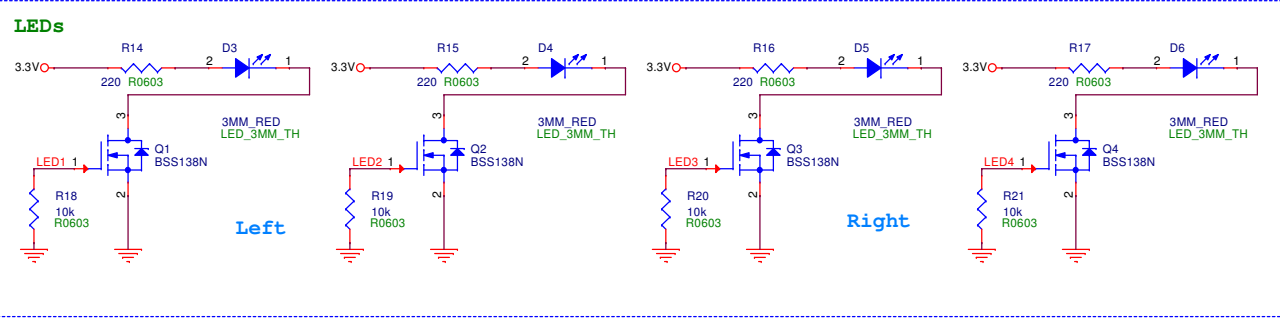 LEDs
R14 D3 R15 D4 R16 D5 R17 D6
3.3V 2 1 3.3V 2 1 3.3V 2 1 3.3V 2 1
220 R0603 220 R0603 220 R0603 220 R0603
3 3MM_RED 3 3MM_RED 3 3MM_RED 3 3MM_RED
LED_3MM_TH LED_3MM_TH LED_3MM_TH LED_3MM_TH
Q1 Q2 Q3 Q4
LED1 1 BSS138N LED2 1 BSS138N LED3 1 BSS138N LED4 1 BSS138N
R18 2 R19 2 R20 2 R21 2
10k 10k 10k 10k
R0603 R0603 R0603 R0603
Left Right